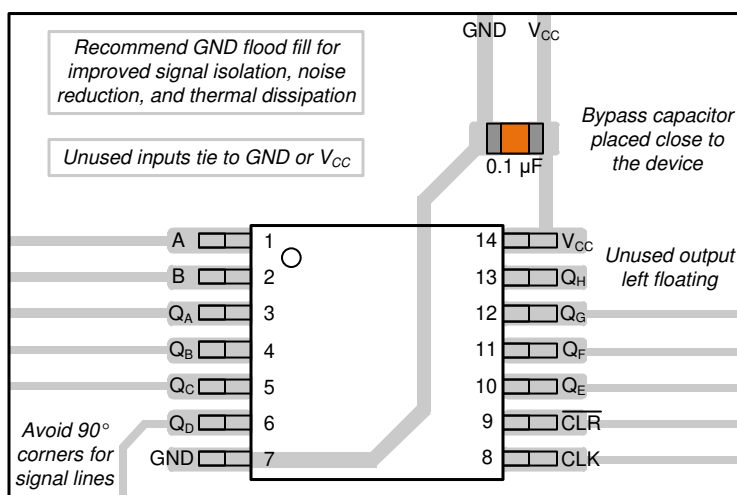 GND VCC
Recommend GND flood fill for
improved signal isolation, noise
reduction, and thermal dissipation
Unused inputs tie to GND or VCC
Bypass capacitor
placed close to
the device
0.1 µF
A 1 14 VCC
B 2 13 QH
QA 3 12 QG
QB 4 11 QF
QC 5 10 QE
QD 6 9 C̅L̅R̅
GND 7 8 CLK
Unused output
left floating
Avoid 90°
corners for
signal lines